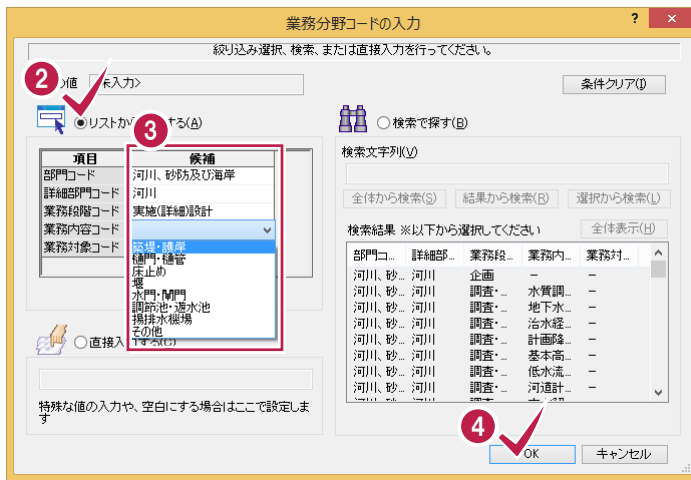 業務分野コードの入力
? ×
絞り込み選択、検索、または直接入力を行ってください。
2
の値 <未入力>
条件クリア(I)
リストから する(A)
3
検索で探す(B)
項目 候補
部門コード 河川、砂防及び海岸
詳細部門コード 河川
業務段階コード 実施(詳細)設計
業務内容コード
業務対象コード
築堤・護岸
樋門・樋管
床止め
堰
水門・閘門
調節池・遊水池
揚排水機場
その他
検索文字列(V)
全体から検索(S) 結果から検索(R) 選択から検索(L)
検索結果 ※以下から選択してください 全体表示(H)
部門コ... 詳細部... 業務段... 業務内... 業務対...
河川、砂... 河川 企画 − −
河川、砂... 河川 調査・... 水質調... −
河川、砂... 河川 調査・... 地下水... −
河川、砂... 河川 調査・... 治水経... −
河川、砂... 河川 調査・... 計画降... −
河川、砂... 河川 調査・... 基本高... −
河川、砂... 河川 調査・... 低水流... −
河川、砂... 河川 調査・... 河道計... −
直接入力する(C)
特殊な値の入力や、空白にする場合はここで設定しま
す
4
OK キャンセル